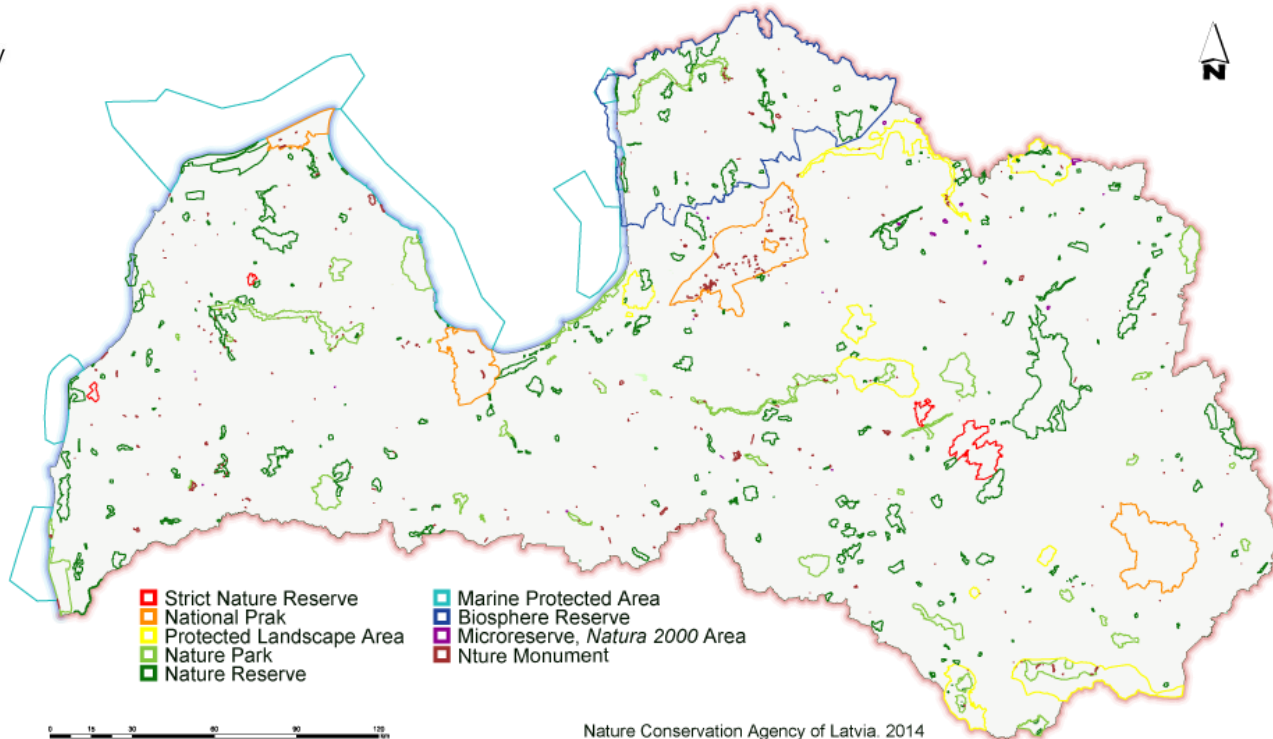 N
Strict Nature Reserve
National Prak
Protected Landscape Area
Nature Park
Nature Reserve
Marine Protected Area
Biosphere Reserve
Microreserve, Natura 2000 Area
Nture Monument
0 15 30 60 90 120
km
Nature Conservation Agency of Latvia. 2014